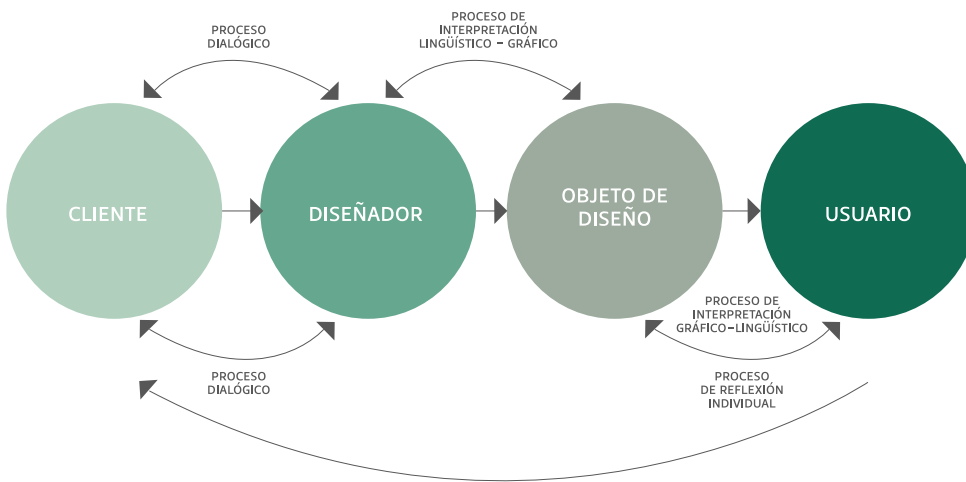 PROCESO
DIALÓGICO
PROCESO DE
INTERPRETACIÓN
LINGÜÍSTICO – GRÁFICO
CLIENTE
DISEÑADOR
OBJETO DE
DISEÑO
USUARIO
PROCESO DE
INTERPRETACIÓN
GRÁFICO–LINGÜÍSTICO
PROCESO
DIALÓGICO
PROCESO
DE REFLEXIÓN
INDIVIDUAL